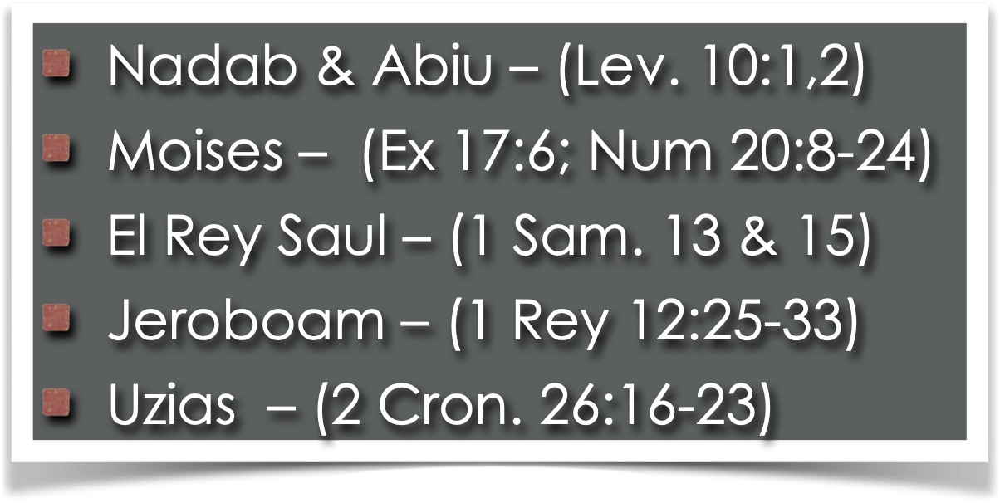 Nadab & Abiu – (Lev. 10:1,2)
Moises – (Ex 17:6; Num 20:8-24)
El Rey Saul – (1 Sam. 13 & 15)
Jeroboam – (1 Rey 12:25-33)
Uzias – (2 Cron. 26:16-23)